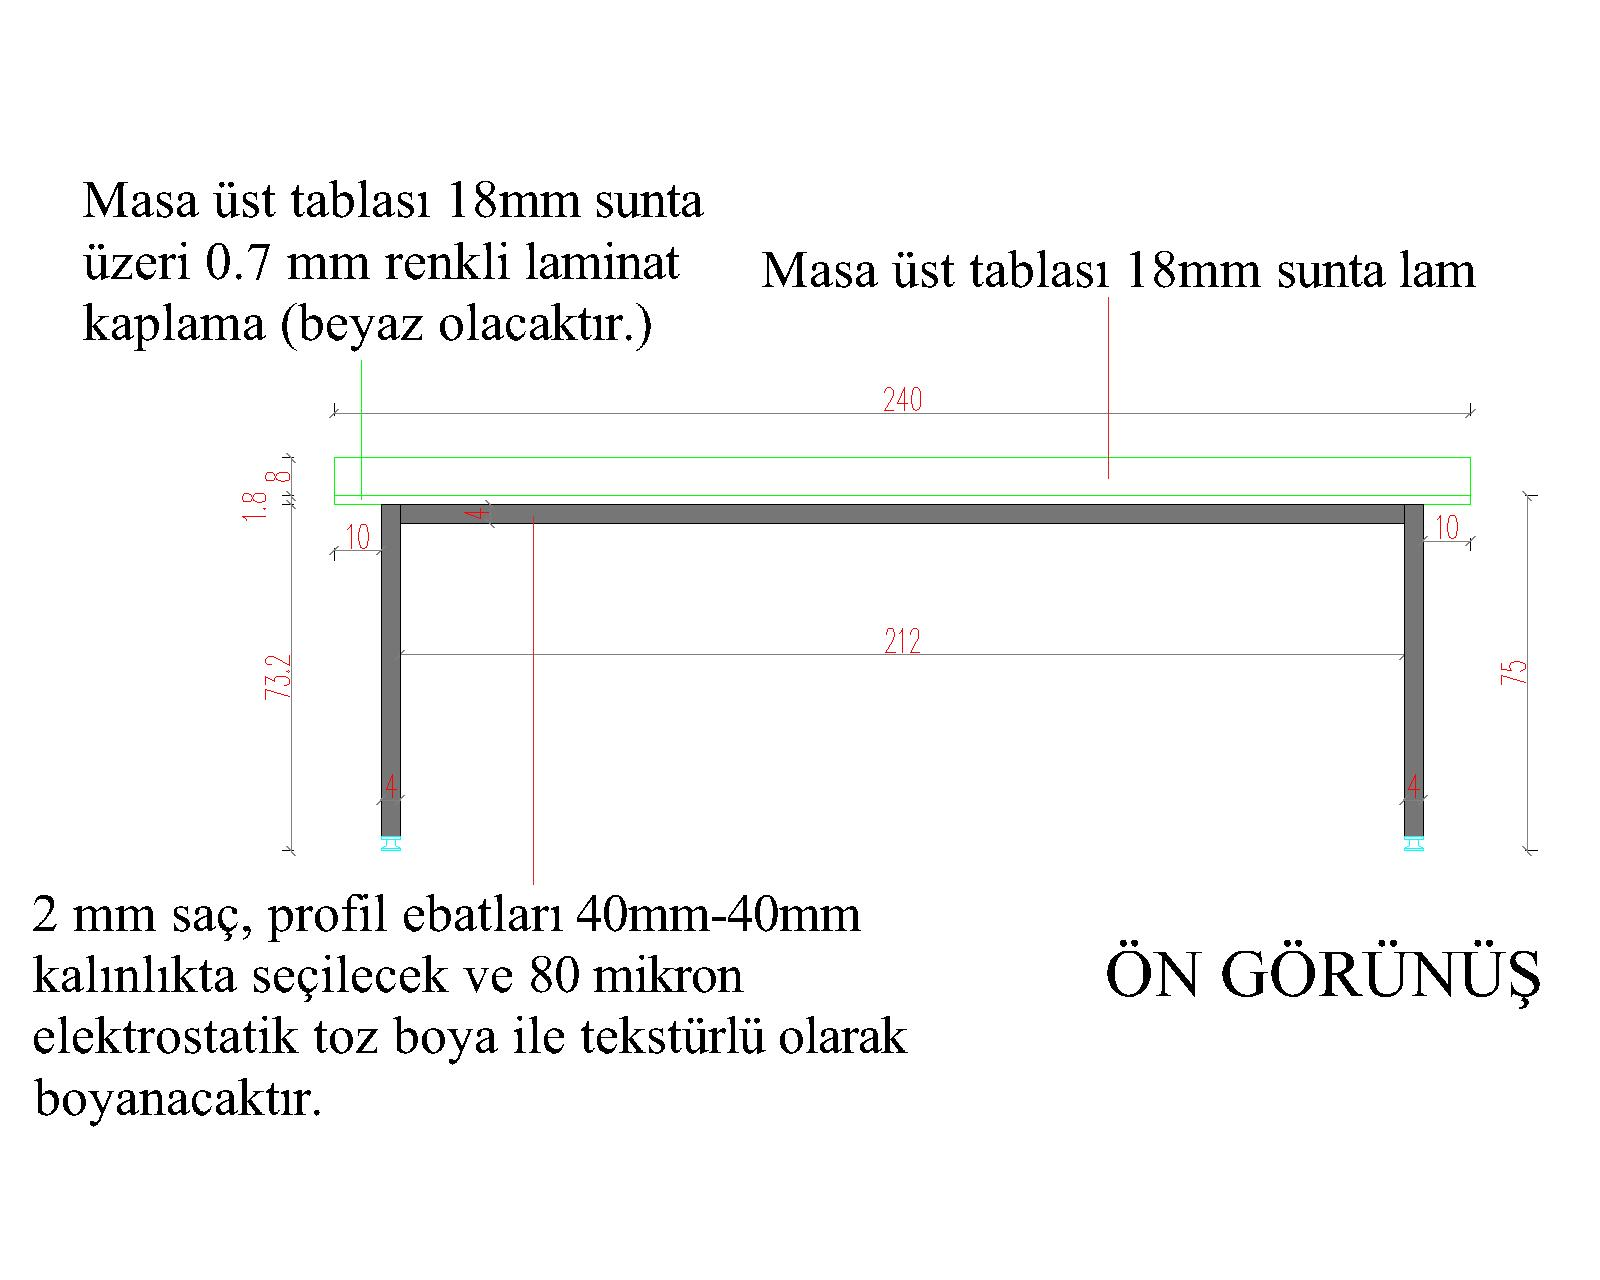 Masa üst tablası 18mm sunta
üzeri 0.7 mm renkli laminat
kaplama (beyaz olacaktır.)
Masa üst tablası 18mm sunta lam
240
8
1.8
4
10
10
212
73.2
75
4
4
2 mm saç, profil ebatları 40mm-40mm
kalınlıkta seçilecek ve 80 mikron
elektrostatik toz boya ile tekstürlü olarak
boyanacaktır.
ÖN GÖRÜNÜŞ